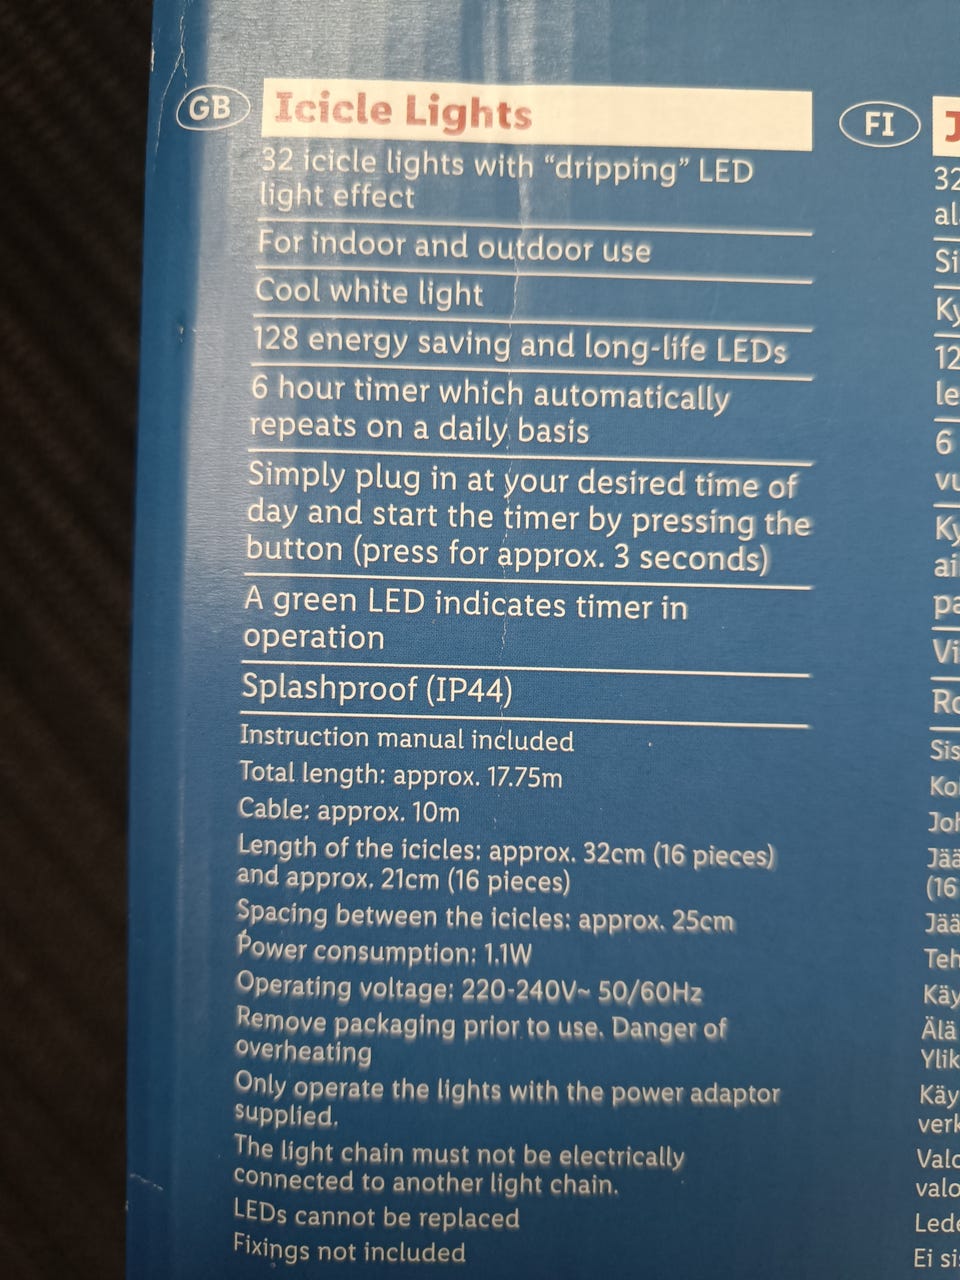 GB
Icicle Lights
32 icicle lights with “dripping” LED
light effect
For indoor and outdoor use
Cool white light
128 energy saving and long-life LEDs
6 hour timer which automatically
repeats on a daily basis
Simply plug in at your desired time of
day and start the timer by pressing the
button (press for approx. 3 seconds)
A green LED indicates timer in
operation
Splashproof (IP44)
Instruction manual included
Total length: approx. 17.75m
Cable: approx. 10m
Length of the icicles: approx. 32cm (16 pieces)
and approx. 21cm (16 pieces)
Spacing between the icicles: approx. 25cm
Power consumption: 1.1W
Operating voltage: 220-240V~ 50/60Hz
Remove packaging prior to use. Danger of
overheating
Only operate the lights with the power adaptor
supplied.
The light chain must not be electrically
connected to another light chain.
LEDs cannot be replaced
Fixings not included
FI
32
6
(16
Älä
Ei